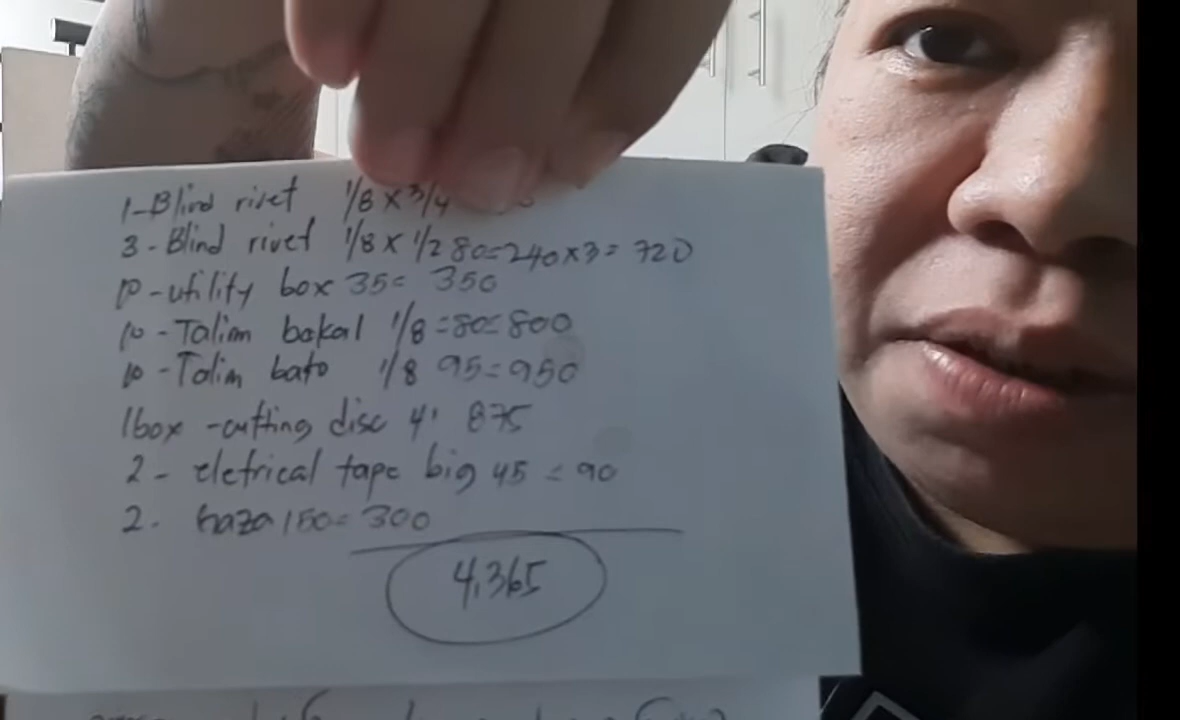 1-Blind rivet 1/8 x 3/4
3-Blind rivet 1/8 x 1/2 80=240x3=720
10-utility box 35= 350
10-Talim bakal 1/8=80=800
10-Talim bato 1/8 95=950
1box -cutting disc 4" 875
2- eletrical tape big 45 = 90
2. haza 150= 300
4,365